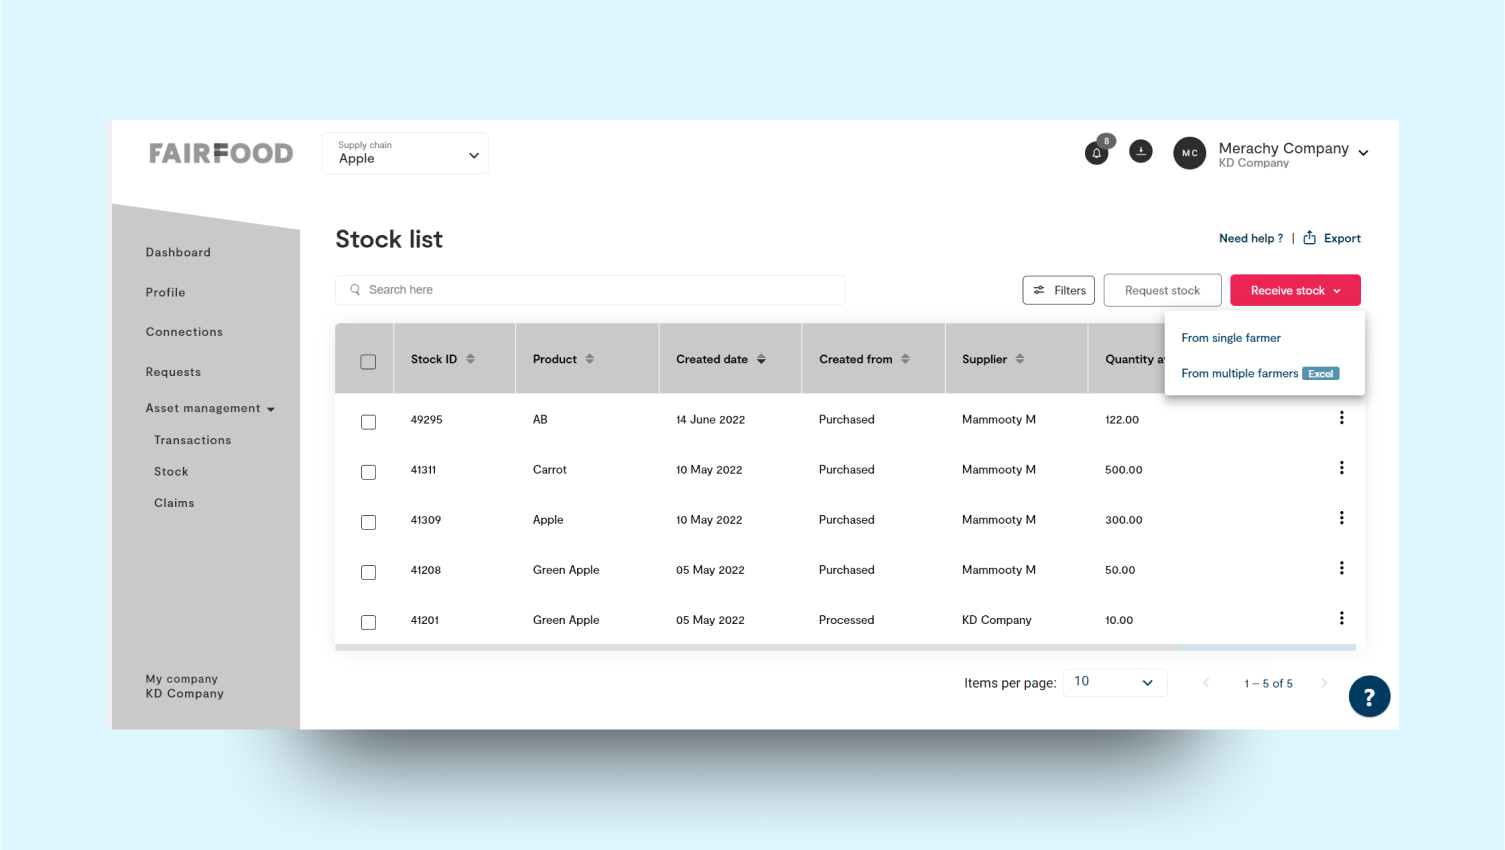 FAIRFOOD
Supply chain
Apple
8
MC
Merachy Company
KD Company
Dashboard
Profile
Connections
Requests
Asset management
Transactions
Stock
Claims
My company
KD Company
Stock list
Need help ? | Export
Search here
Filters
Request stock
Receive stock
From single farmer
From multiple farmers Excel
Stock ID Product Created date Created from Supplier Quantity
49295 AB 14 June 2022 Purchased Mammooty M 122.00
41311 Carrot 10 May 2022 Purchased Mammooty M 500.00
41309 Apple 10 May 2022 Purchased Mammooty M 300.00
41208 Green Apple 05 May 2022 Purchased Mammooty M 50.00
41201 Green Apple 05 May 2022 Processed KD Company 10.00
Items per page: 10 1 – 5 of 5
?